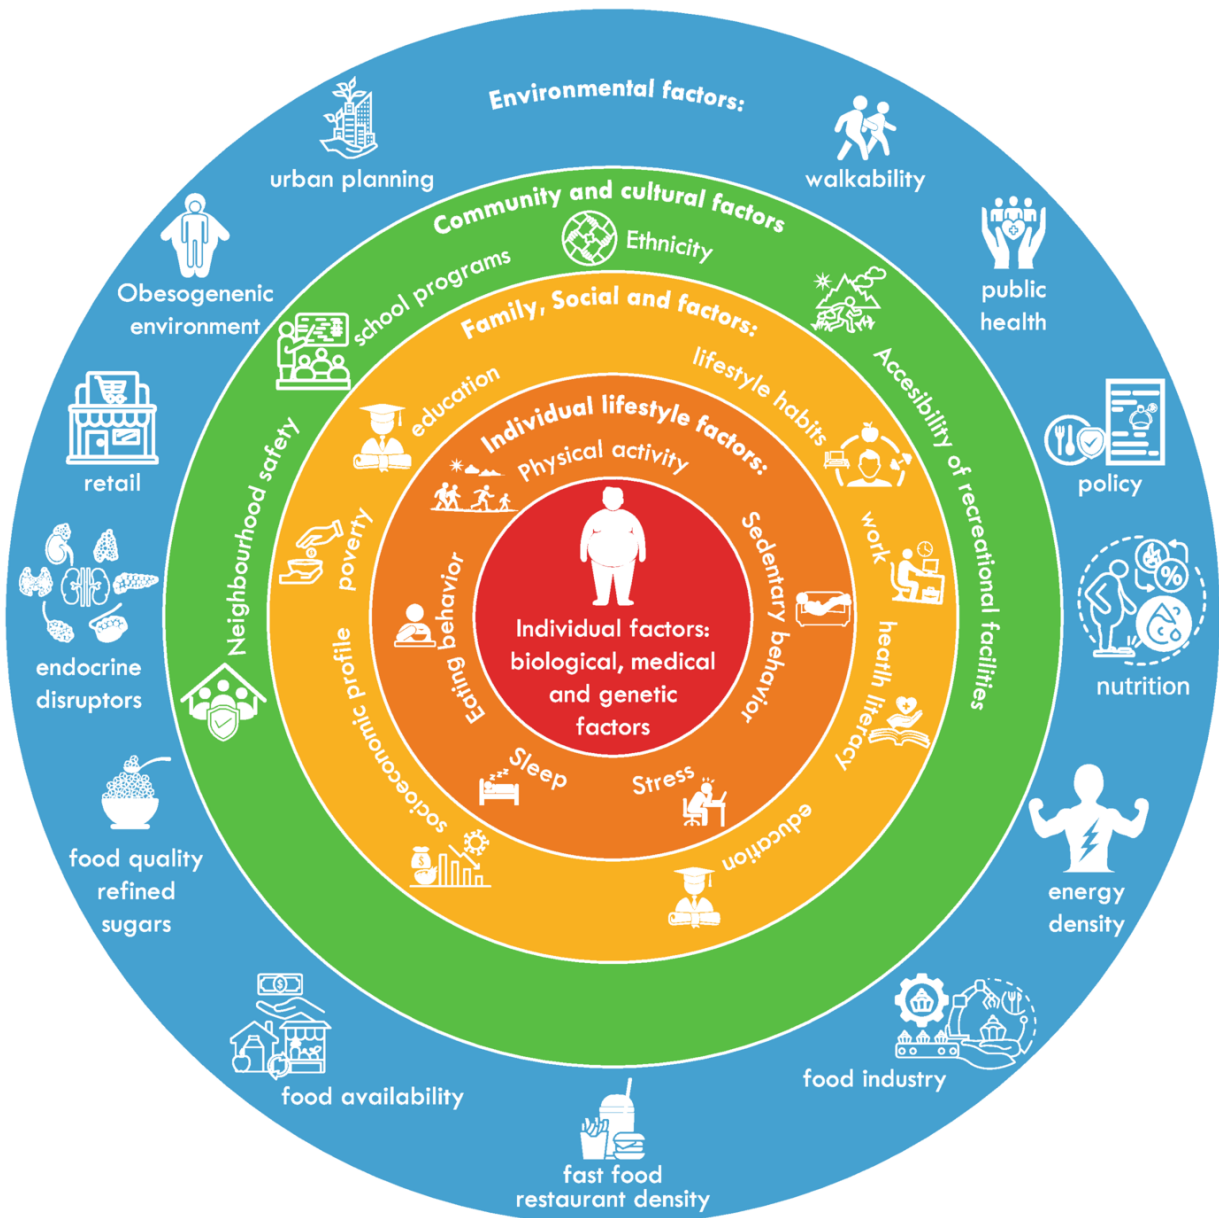 Environmental factors:
urban planning
walkability
Obesogenenic
environment
public
health
retail
policy
endocrine
disruptors
nutrition
food quality
refined
sugars
energy
density
food availability
food industry
fast food
restaurant density
Community and cultural factors
Ethnicity
school programs
Accesibility of recreational facilities
Neighbourhood safety
Family, Social and factors:
education
lifestyle habits
poverty
work
socioeconomic profile
heatlh literacy
education
Individual lifestyle factors:
Physical activity
Eating behavior
Sedentary behavior
Sleep
Stress
Individual factors:
biological, medical
and genetic
factors